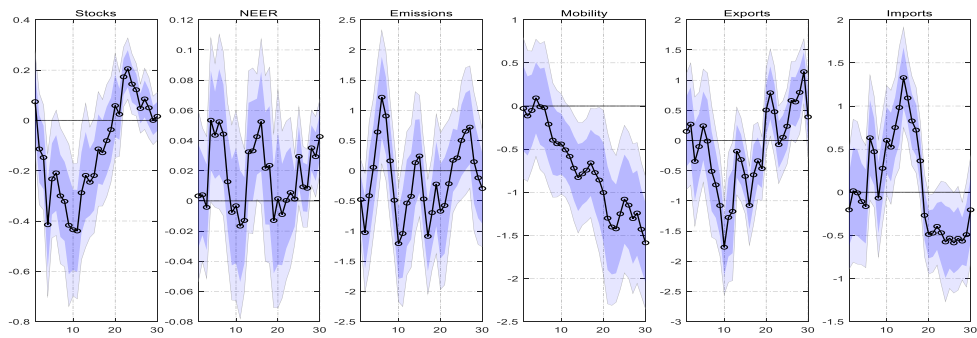 Stocks NEER Emissions Mobility Exports Imports
0.4 0.12 2.5 1 2 2
0.1 2 1.5
0.2 0.08 1.5 0.5 1 1.5
0.06 1 0.5
0 0.04 0.5 0 0 1
0.02 0 -0.5 0.5
-0.2 0 -0.5 -0.5 -1 0
-0.02 -1 -1
-0.4 -0.04 -1.5 -1.5 -2 -0.5
-0.6 -0.06 -2 -2 -1
-0.8 -0.08 -2.5 -2.5 -3 -1.5
10 20 30 10 20 30 10 20 30 10 20 30 10 20 30 10 20 30